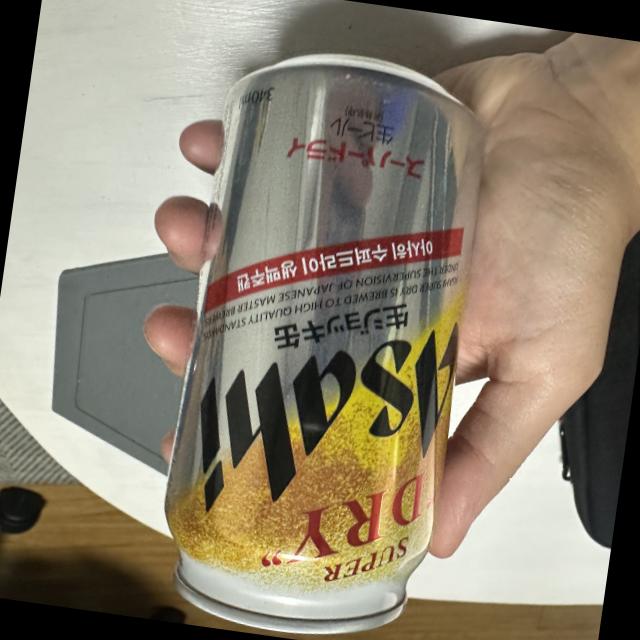 SUPER
"DRY"
Asahi
生ジョッキ缶
ASAHI SUPER DRY IS BREWED TO HIGH QUALITY STANDARDS
UNDER THE SUPERVISION OF JAPANESE MASTER BREWERS
아사히 수퍼드라이 생맥주캔
スーパードライ
生ビール
340ml